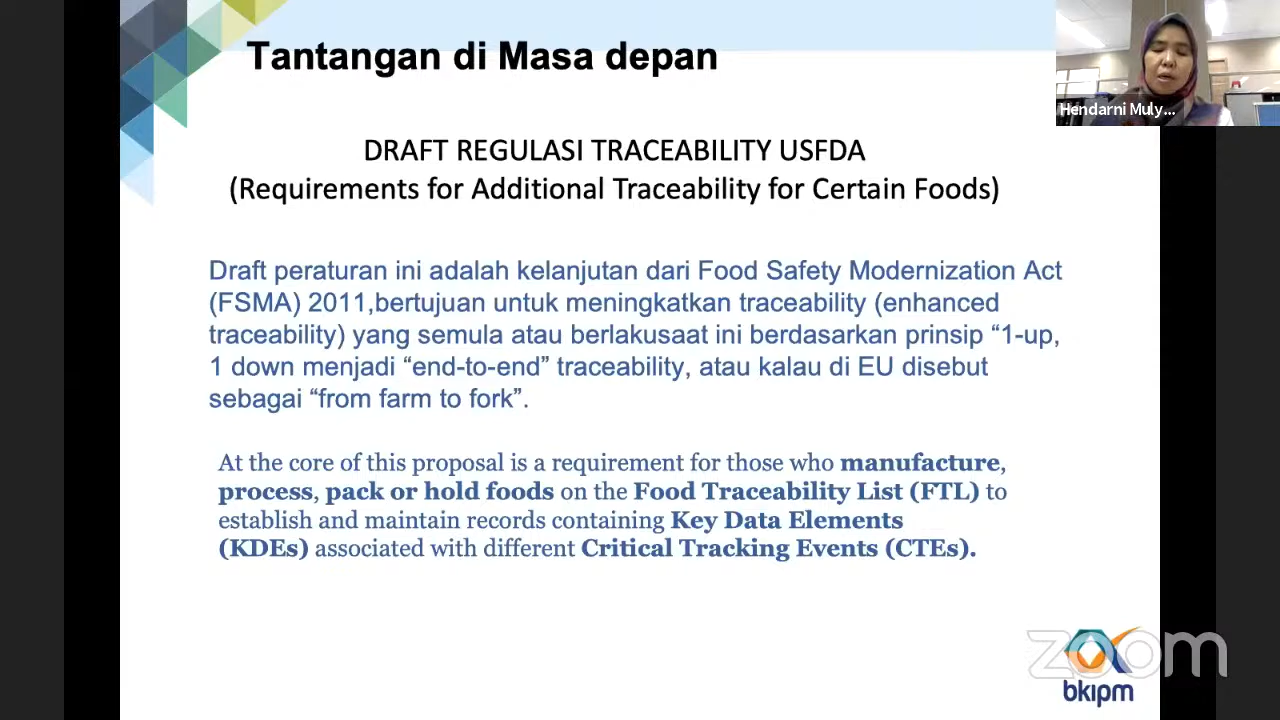 Tantangan di Masa depan
Hendarni Muly...
DRAFT REGULASI TRACEABILITY USFDA
(Requirements for Additional Traceability for Certain Foods)
Draft peraturan ini adalah kelanjutan dari Food Safety Modernization Act
(FSMA) 2011,bertujuan untuk meningkatkan traceability (enhanced
traceability) yang semula atau berlakusaat ini berdasarkan prinsip “1-up,
1 down menjadi “end-to-end” traceability, atau kalau di EU disebut
sebagai “from farm to fork”.
At the core of this proposal is a requirement for those who manufacture,
process, pack or hold foods on the Food Traceability List (FTL) to
establish and maintain records containing Key Data Elements
(KDEs) associated with different Critical Tracking Events (CTEs).
zoom
bkipm